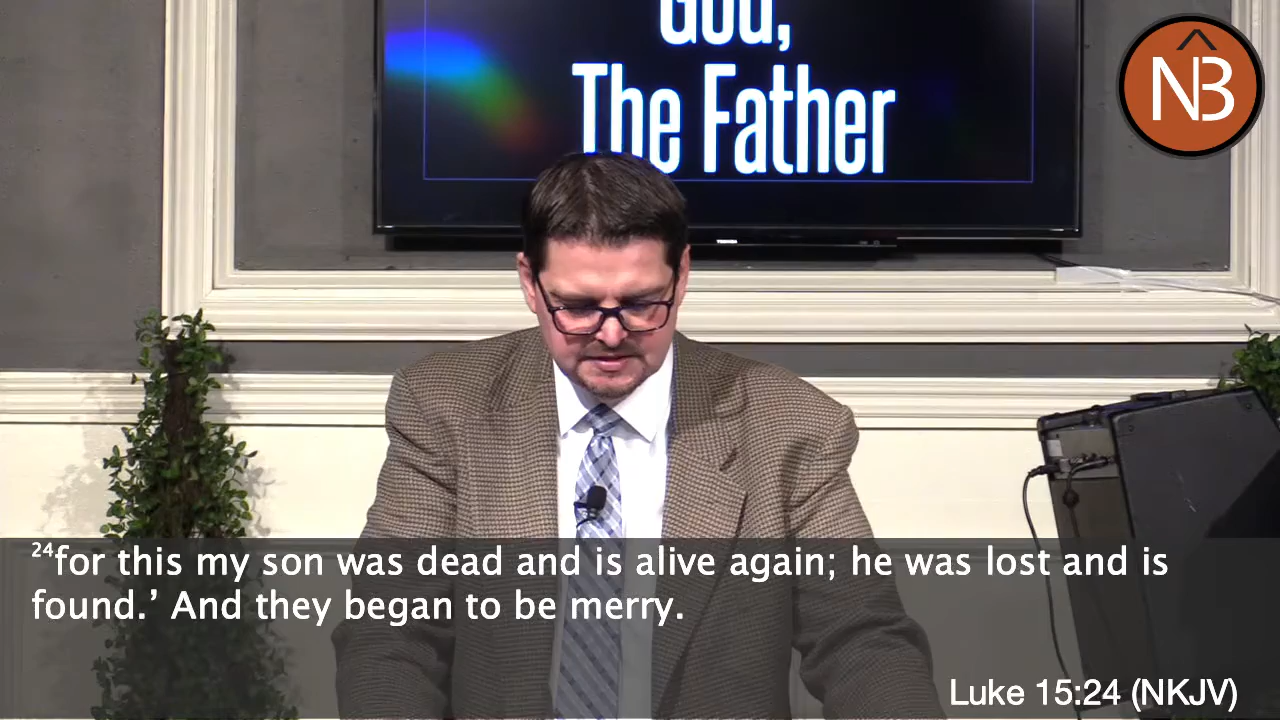 God,
The Father
NB
TOSHIBA
24for this my son was dead and is alive again; he was lost and is
found.’ And they began to be merry.
Luke 15:24 (NKJV)